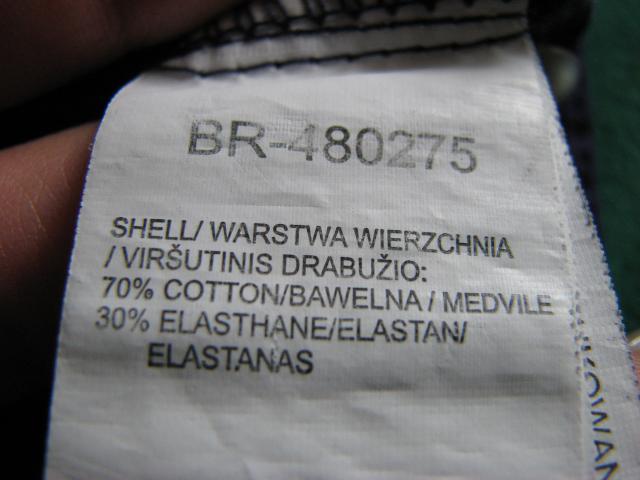 BR-480275
SHELL/ WARSTWA WIERZCHNIA
/ VIRŠUTINIS DRABUŽIO:
70% COTTON/BAWELNA / MEDVILE
30% ELASTHANE/ELASTAN/
ELASTANAS